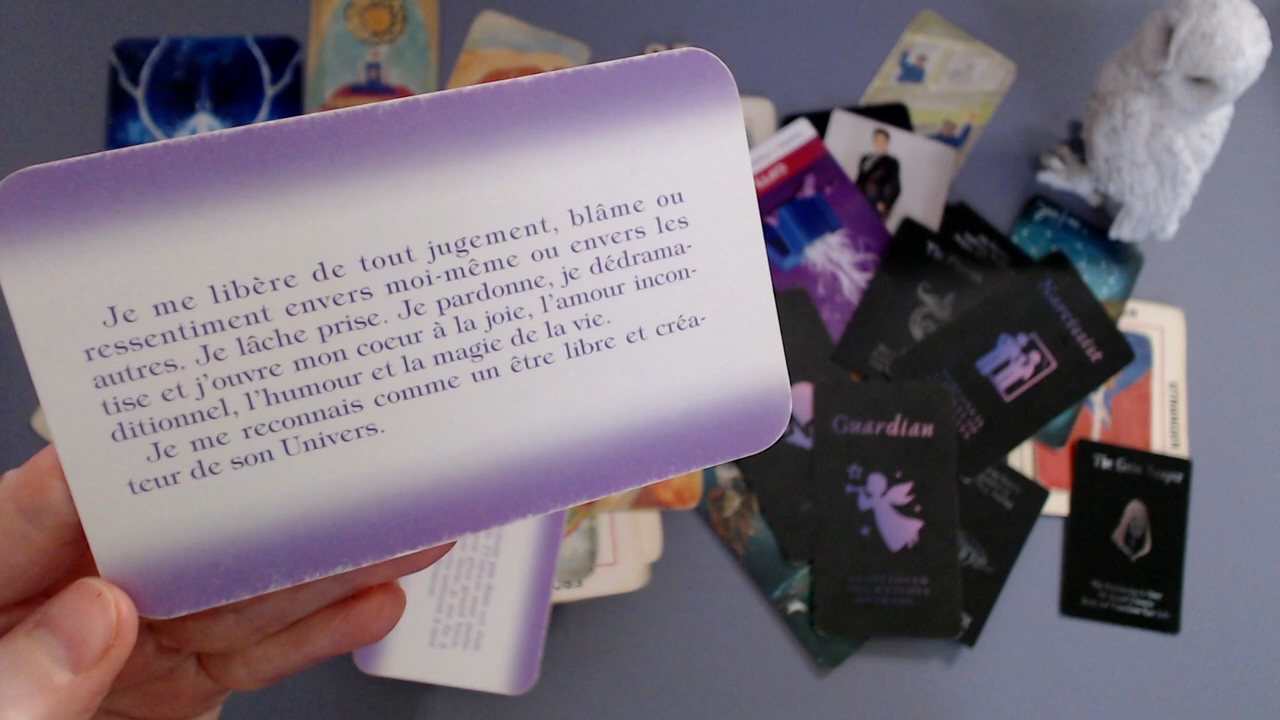 Je me libère de tout jugement, blâme ou
ressentiment envers moi-même ou envers les
autres. Je lâche prise. Je pardonne, je dédrama-
tise et j'ouvre mon coeur à la joie, l'amour incon-
ditionnel, l'humour et la magie de la vie.
Je me reconnais comme un être libre et créa-
teur de son Univers.
Narcissist
Guardian
The Grim Reaper